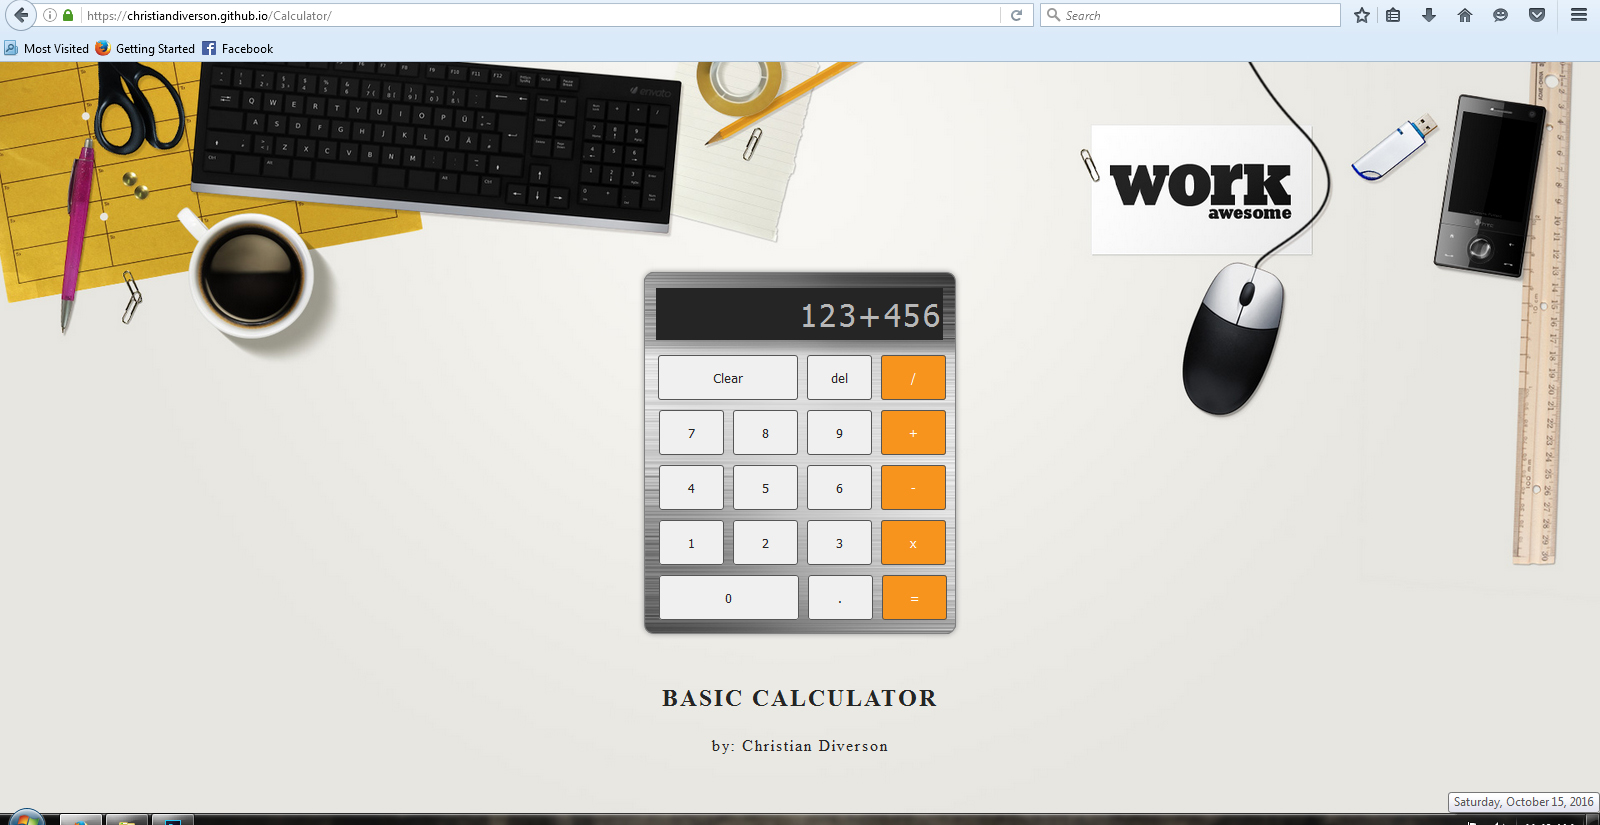 https://christiandiverson.github.io/Calculator/
Search
Most Visited
Getting Started
Facebook
envato
Q W E R T Y U I O P Ü
A S D F G H J K L Ö Ä
Z X C V B N M
work
awesome
123+456
Clear del /
7 8 9 +
4 5 6 -
1 2 3 x
0 . =
BASIC CALCULATOR
by: Christian Diverson
Saturday, October 15, 2016